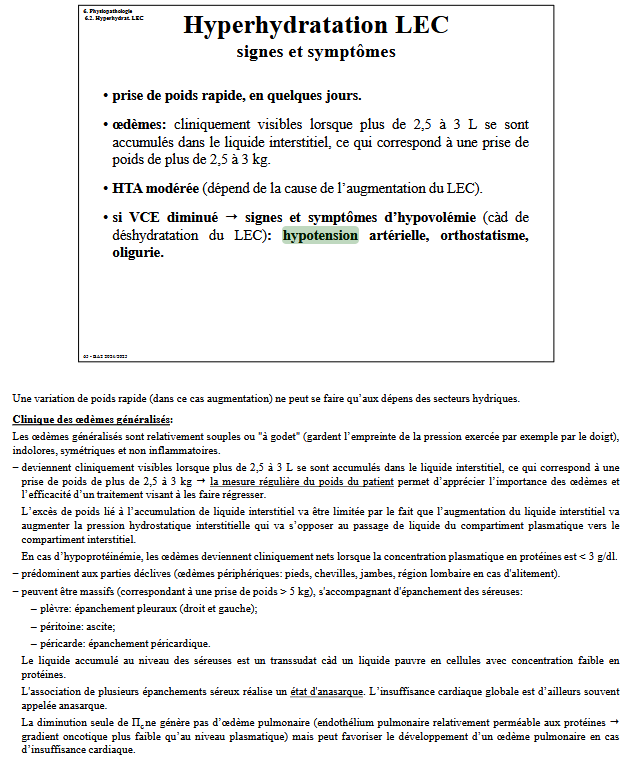 6. Physiopathologie
6.2. Hyperhydrat. LEC
Hyperhydratation LEC
signes et symptômes
• prise de poids rapide, en quelques jours.
• œdèmes: cliniquement visibles lorsque plus de 2,5 à 3 L se sont
accumulés dans le liquide interstitiel, ce qui correspond à une prise de
poids de plus de 2,5 à 3 kg.
• HTA modérée (dépend de la cause de l'augmentation du LEC).
• si VCE diminué → signes et symptômes d'hypovolémie (càd de
déshydratation du LEC): hypotension artérielle, orthostatisme,
oligurie.
2024/2025
Une variation de poids rapide (dans ce cas augmentation) ne peut se faire qu'aux dépens des secteurs hydriques.
Clinique des œdèmes généralisés:
Les œdèmes généralisés sont relativement souples ou "à godet" (gardent l'empreinte de la pression exercée par exemple par le doigt),
indolores, symétriques et non inflammatoires.
– deviennent cliniquement visibles lorsque plus de 2,5 à 3 L se sont accumulés dans le liquide interstitiel, ce qui correspond à une
prise de poids de plus de 2,5 à 3 kg → la mesure régulière du poids du patient permet d'apprécier l'importance des œdèmes et
l'efficacité d'un traitement visant à les faire régresser.
L'excès de poids lié à l'accumulation de liquide interstitiel va être limitée par le fait que l'augmentation du liquide interstitiel va
augmenter la pression hydrostatique interstitielle qui va s'opposer au passage de liquide du compartiment plasmatique vers le
compartiment interstitiel.
En cas d'hypoprotéinémie, les œdèmes deviennent cliniquement nets lorsque la concentration plasmatique en protéines est < 3 g/dl.
– prédominent aux parties déclives (œdèmes périphériques: pieds, chevilles, jambes, région lombaire en cas d'alitement).
– peuvent être massifs (correspondant à une prise de poids > 5 kg), s'accompagnant d'épanchement des séreuses:
– plèvre: épanchement pleuraux (droit et gauche);
– péritoine: ascite;
– péricarde: épanchement péricardique.
Le liquide accumulé au niveau des séreuses est un transsudat càd un liquide pauvre en cellules avec concentration faible en
protéines.
L'association de plusieurs épanchements séreux réalise un état d'anasarque. L'insuffisance cardiaque globale est d'ailleurs souvent
appelée anasarque.
La diminution seule de Πc ne génère pas d'œdème pulmonaire (endothélium pulmonaire relativement perméable aux protéines →
gradient oncotique plus faible qu'au niveau plasmatique) mais peut favoriser le développement d'un œdème pulmonaire en cas
d'insuffisance cardiaque.